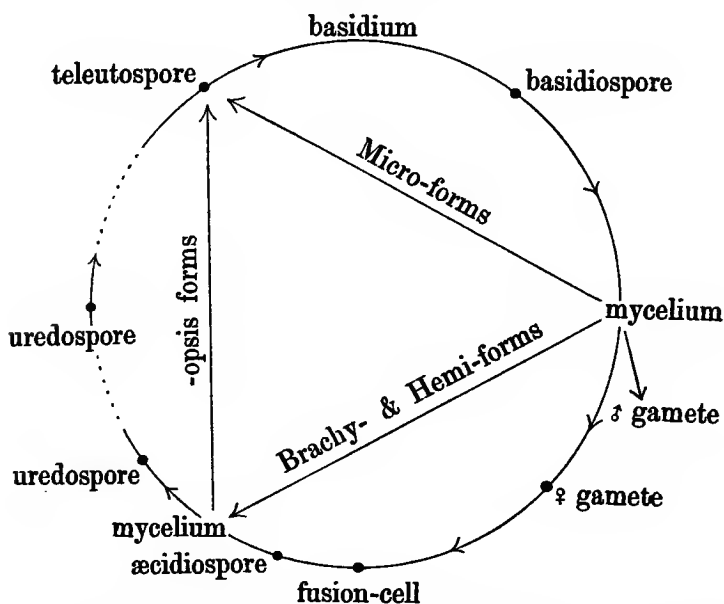 basidium
teleutospore
basidiospore
Micro-forms
-opsis forms
mycelium
uredospore
Brachy- & Hemi-forms
♂ gamete
uredospore
♀ gamete
mycelium
æcidiospore
fusion-cell